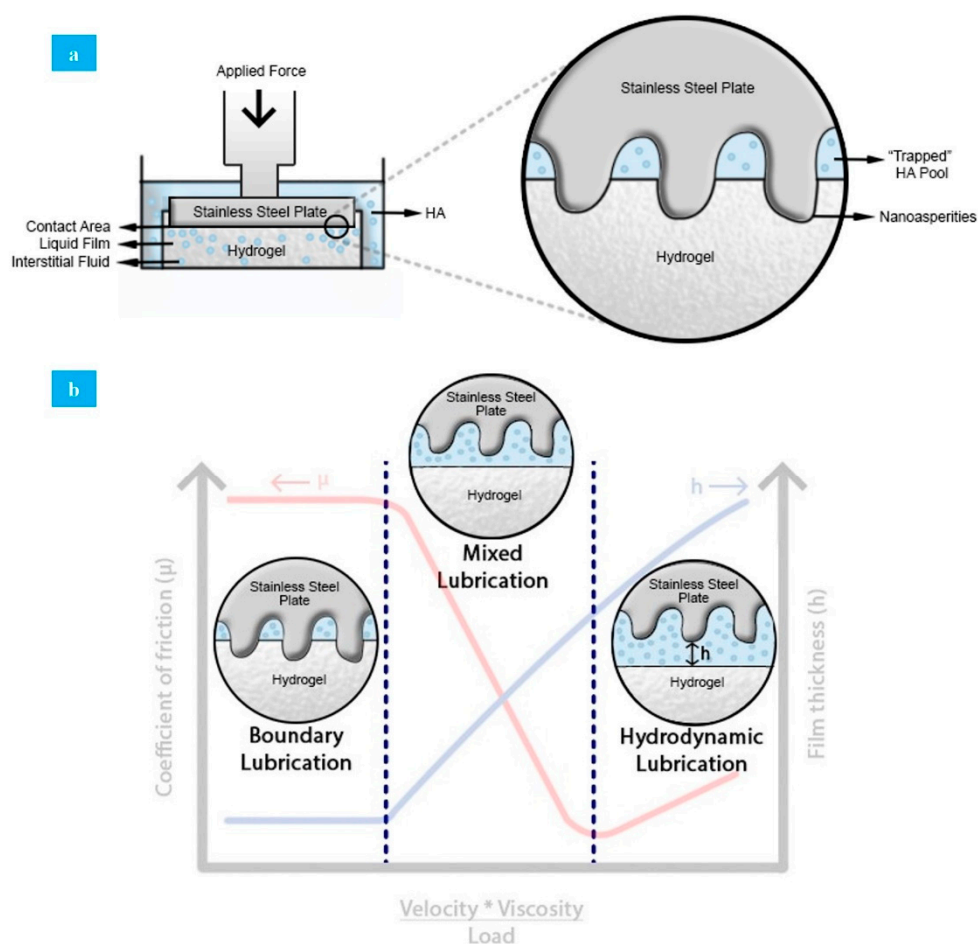 a
Applied Force
Stainless Steel Plate
Contact Area
Liquid Film
Interstitial Fluid
Hydrogel
HA
Stainless Steel Plate
"Trapped"
HA Pool
Nanoasperities
Hydrogel
b
Coefficient of friction (μ)
μ
Stainless Steel
Plate
Hydrogel
Boundary
Lubrication
Stainless Steel
Plate
Hydrogel
Mixed
Lubrication
h
Stainless Steel
Plate
h
Hydrogel
Hydrodynamic
Lubrication
Film thickness (h)
Velocity * Viscosity
Load